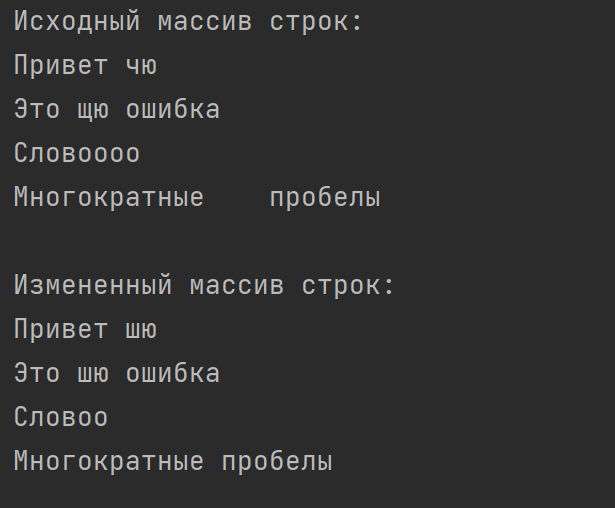 Исходный массив строк:
Привет чю
Это щю ошибка
Словоооо
Многократные    пробелы
Измененный массив строк:
Привет шю
Это шю ошибка
Словоо
Многократные пробелы